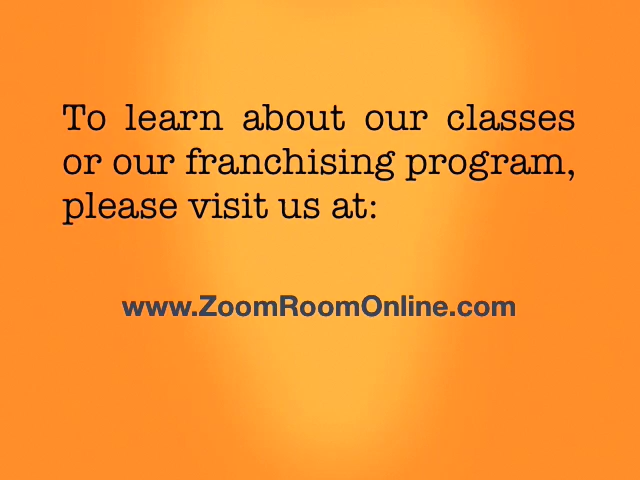 To learn about our classes
or our franchising program,
please visit us at:
www.ZoomRoomOnline.com